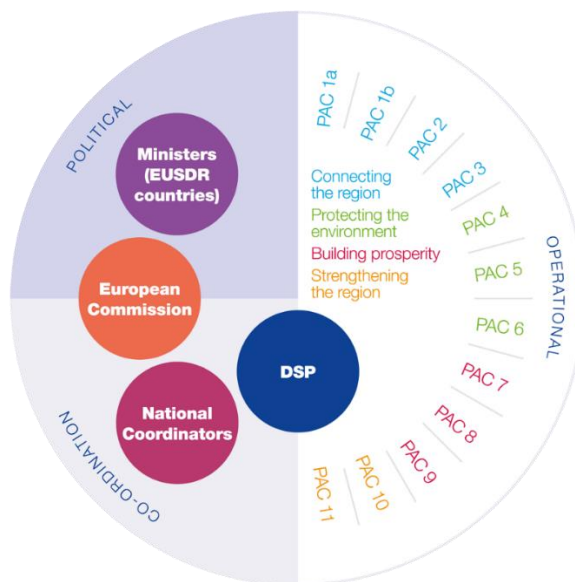 POLITICAL
Ministers
(EUSDR
countries)
European
Commission
National
Coordinators
CO-ORDINATION
DSP
Connecting
the region
Protecting the
environment
Building prosperity
Strengthening
the region
PAC 1a
PAC 1b
PAC 2
PAC 3
PAC 4
PAC 5
PAC 6
PAC 7
PAC 8
PAC 9
PAC 10
PAC 11
OPERATIONAL